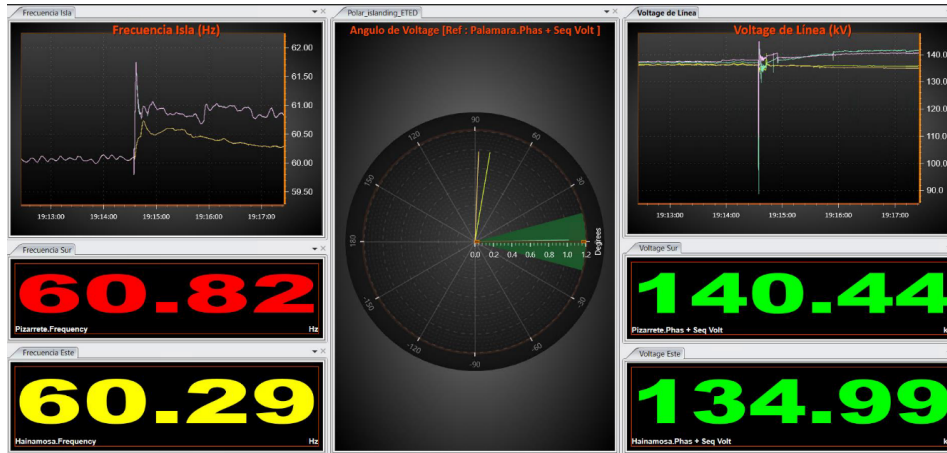 Frecuencia Isla
Frecuencia Isla (Hz)
62.00
61.50
61.00
60.50
60.00
59.50
19:13:00 19:14:00 19:15:00 19:16:00 19:17:00
Frecuencia Sur
60.82
Pizarrete.Frequency Hz
Frecuencia Este
60.29
Hainamosa.Frequency Hz
Polar_islanding_ETED
Angulo de Voltage [Ref : Palamara.Phas + Seq Volt ]
90
120 60
150 30
180
0.0 0.2 0.4 0.6 0.8 1.0 1.2
Degrees
-150 -30
-120 -60
-90
Voltage de Línea
Voltage de Línea (kV)
140.0
130.0
120.0
110.0
100.0
90.0
19:13:00 19:14:00 19:15:00 19:16:00 19:17:00
Voltage Sur
140.44
Pizarrete.Phas + Seq Volt k
Voltage Este
134.99
Hainamosa.Phas + Seq Volt k